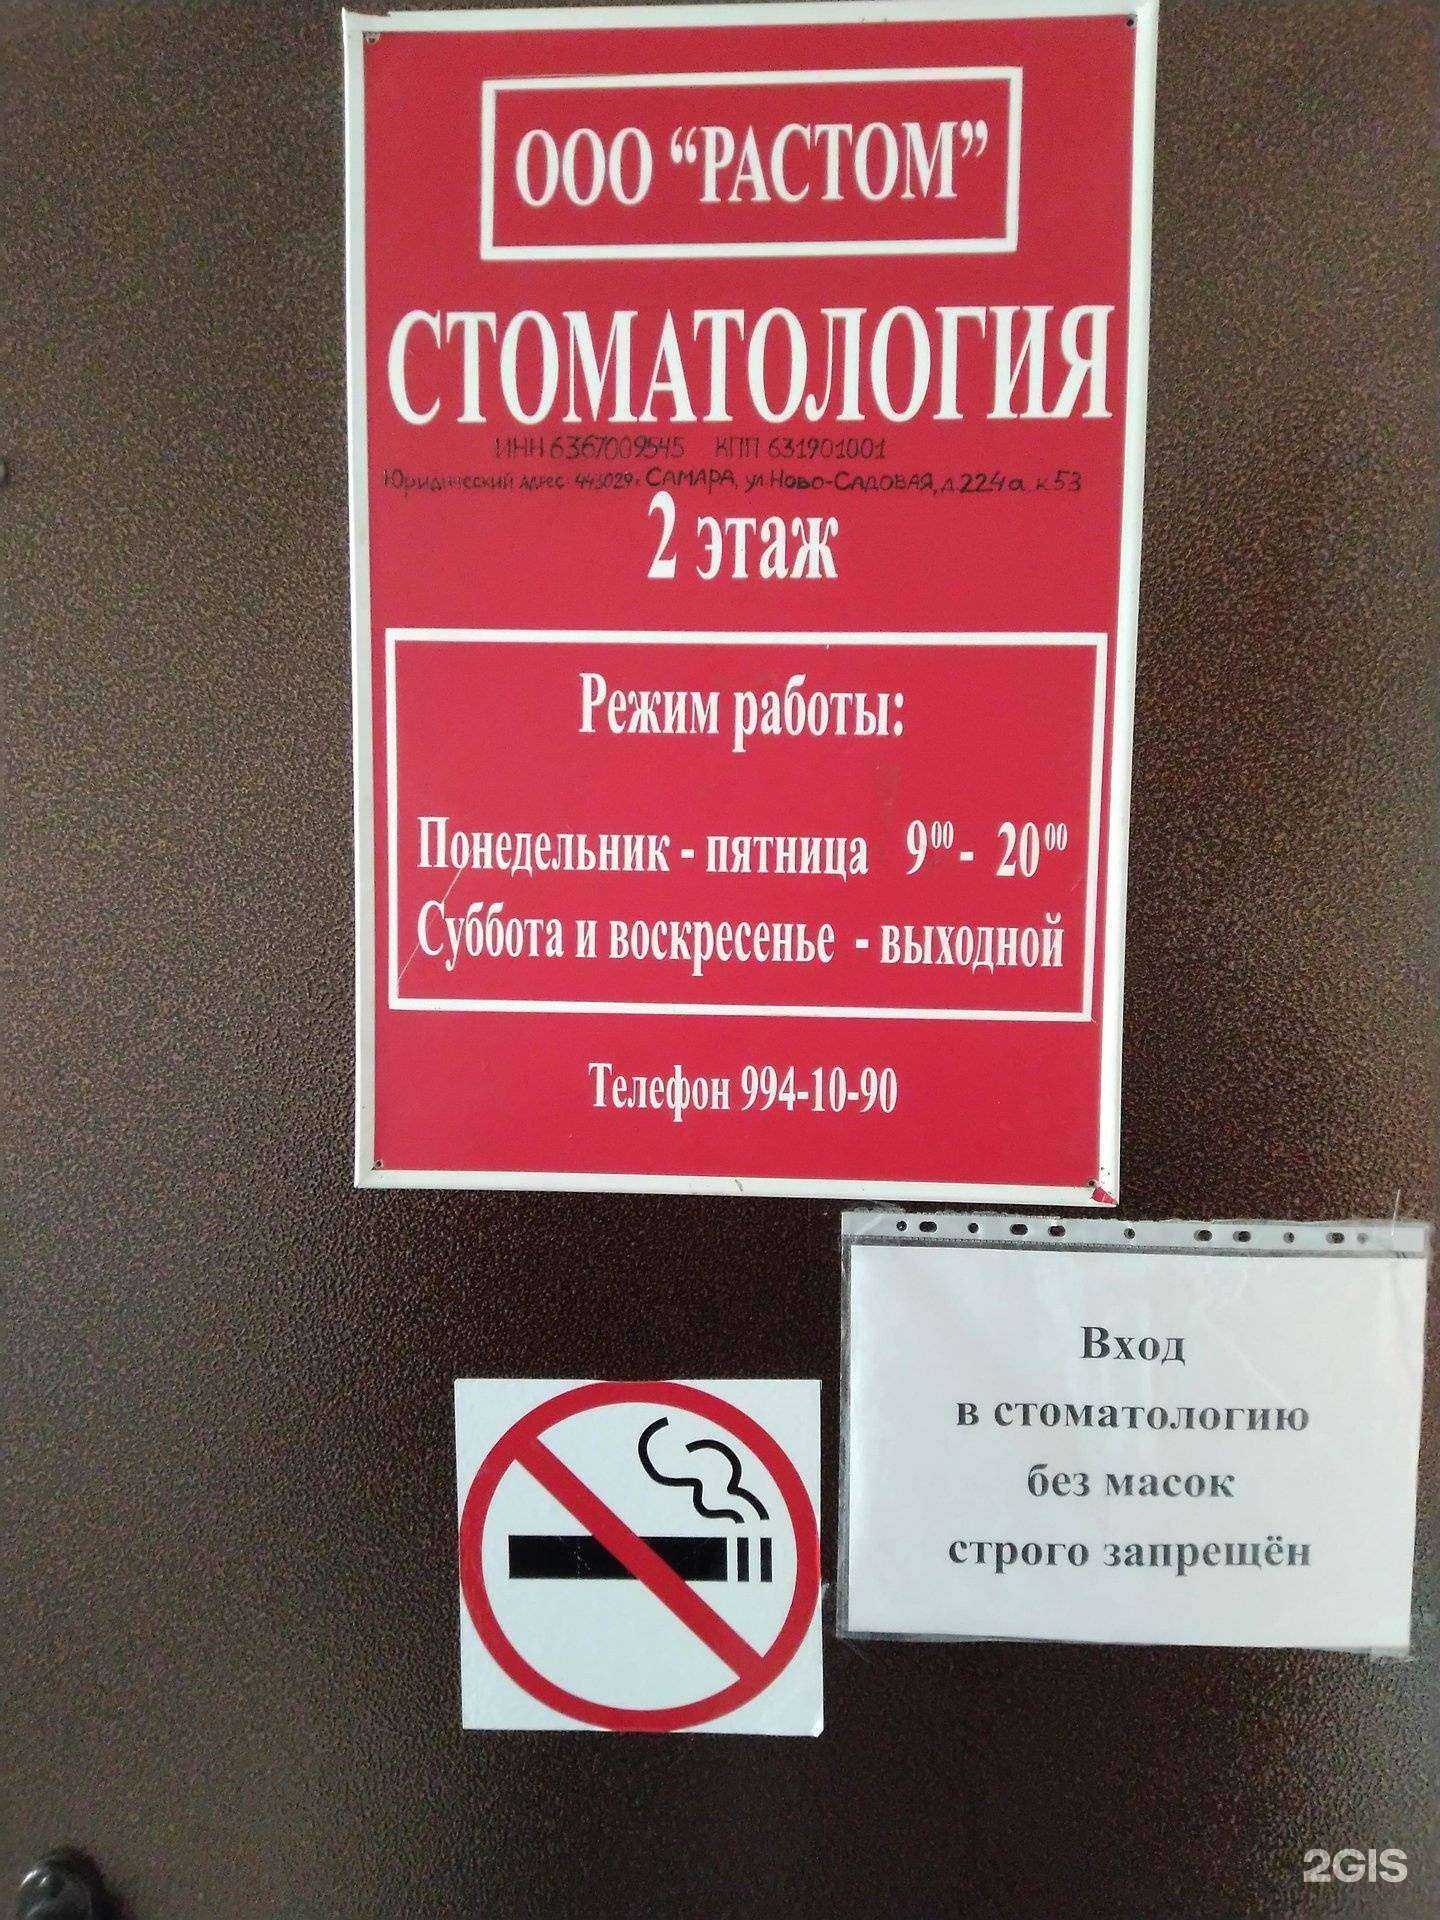 ООО “РАСТОМ”
СТОМАТОЛОГИЯ
ИНН 6367009545 КПП 631901001
Юридический адрес: 443029 г САМАРА, ул Ново-САДОВАЯ, д.224а к 53
2 этаж
Режим работы:
Понедельник - пятница 9⁰⁰ - 20⁰⁰
Суббота и воскресенье - выходной
Телефон 994-10-90
Вход
в стоматологию
без масок
строго запрещён
2GIS